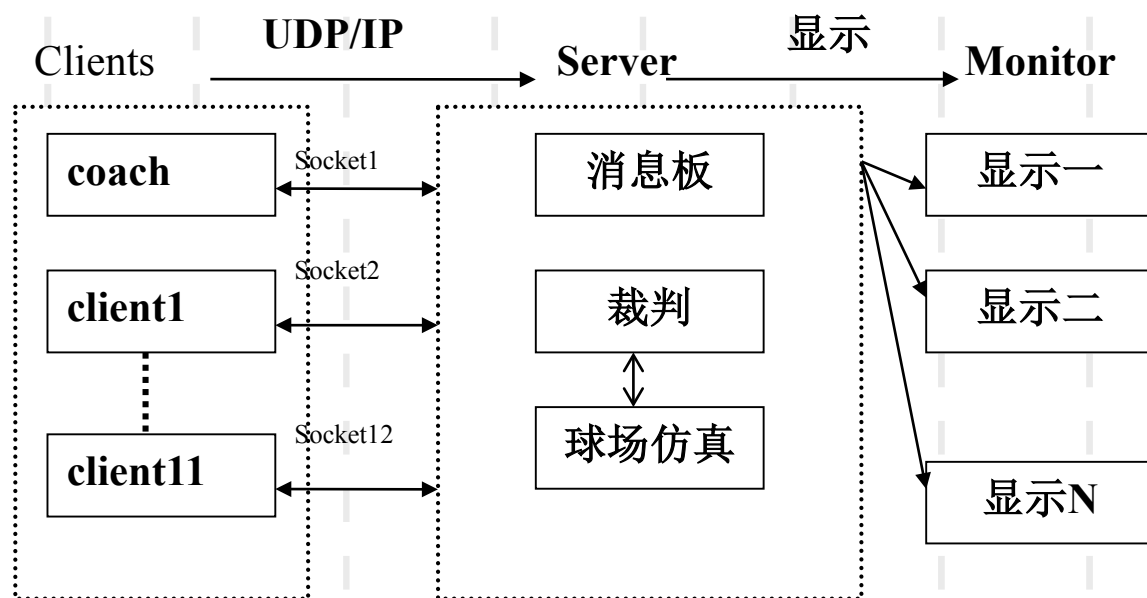 UDP/IP
显示
Clients
Server
Monitor
coach
Socket1
消息板
显示一
client1
Socket2
裁判
显示二
client11
Socket12
球场仿真
显示N